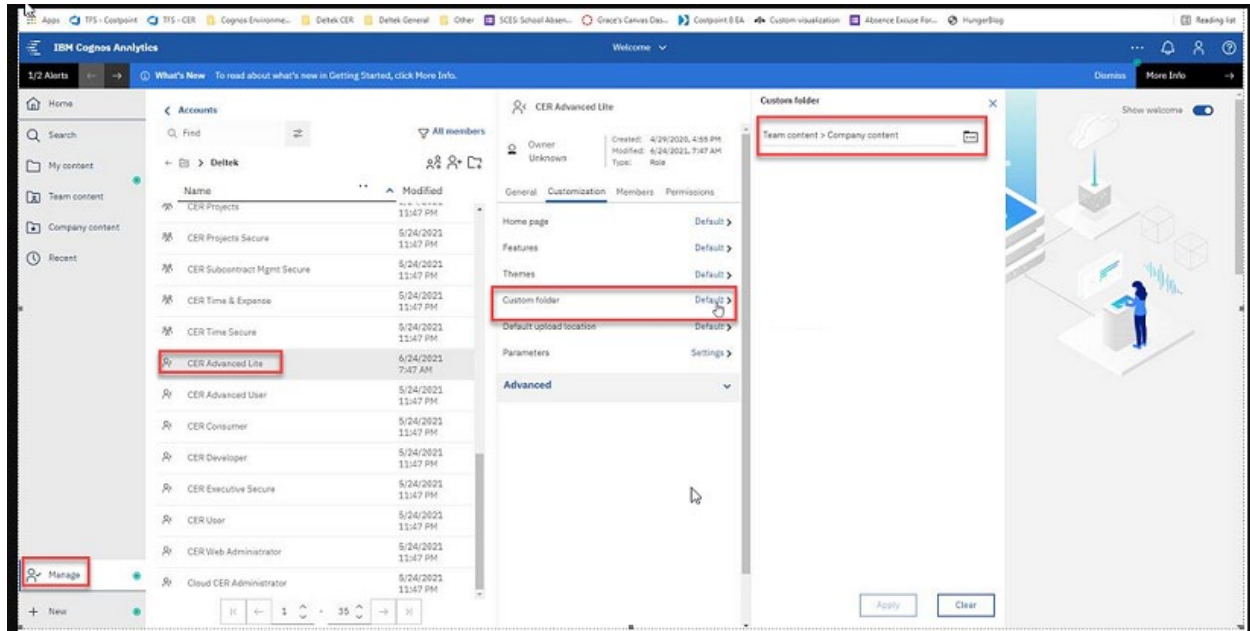 Apps TFS - Costpoint TFS - CER Cognos Environme... Deltek CER Deltek General Other SCES: School Absen... Grace's Canvas Das... Costpoint 8 EA Custom visualization Absence Excuse For... HungerBlog Reading list
IBM Cognos Analytics
Welcome
1/2 Alerts
What's New To read about what's new in Getting Started, click More Info.
Dismiss
More Info
Home
Search
My content
Team content
Company content
Recent
Manage
New
Accounts
Find
All members
Deltek
Name
Modified
CER Projects
11:47 PM
CER Projects Secure
5/24/2021
11:47 PM
CER Subcontract Mgmt Secure
5/24/2021
11:47 PM
CER Time & Expense
5/24/2021
11:47 PM
CER Time Secure
5/24/2021
11:47 PM
CER Advanced Lite
6/24/2021
7:47 AM
CER Advanced User
5/24/2021
11:47 PM
CER Consumer
5/24/2021
11:47 PM
CER Developer
5/24/2021
11:47 PM
CER Executive Secure
5/24/2021
11:47 PM
CER User
5/24/2021
11:47 PM
CER Web Administrator
5/24/2021
11:47 PM
Cloud CER Administrator
5/24/2021
11:47 PM
1 - 35
CER Advanced Lite
Owner
Unknown
Created: 4/29/2020, 4:55 PM
Modified: 6/24/2021, 7:47 AM
Type: Role
General Customization Members Permissions
Home page Default
Features Default
Themes Default
Custom folder Default
Default upload location Default
Parameters Settings
Advanced
Custom folder
Team content > Company content
Apply
Clear
Show welcome